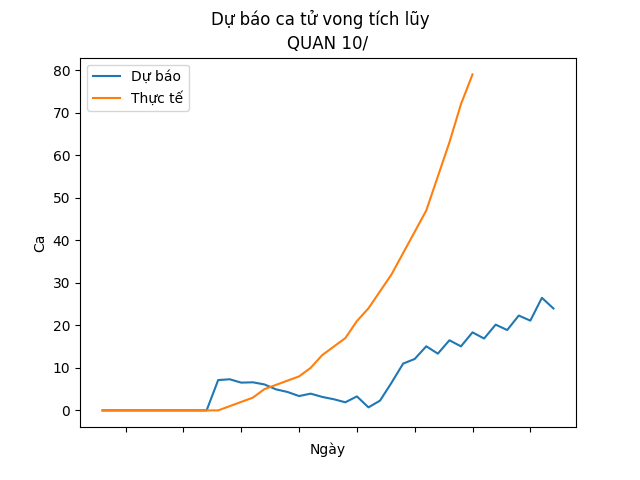 Dự báo ca tử vong tích lũy
QUAN 10/
Dự báo
Thực tế
80
70
60
50
40
30
20
10
0
Ca
Ngày